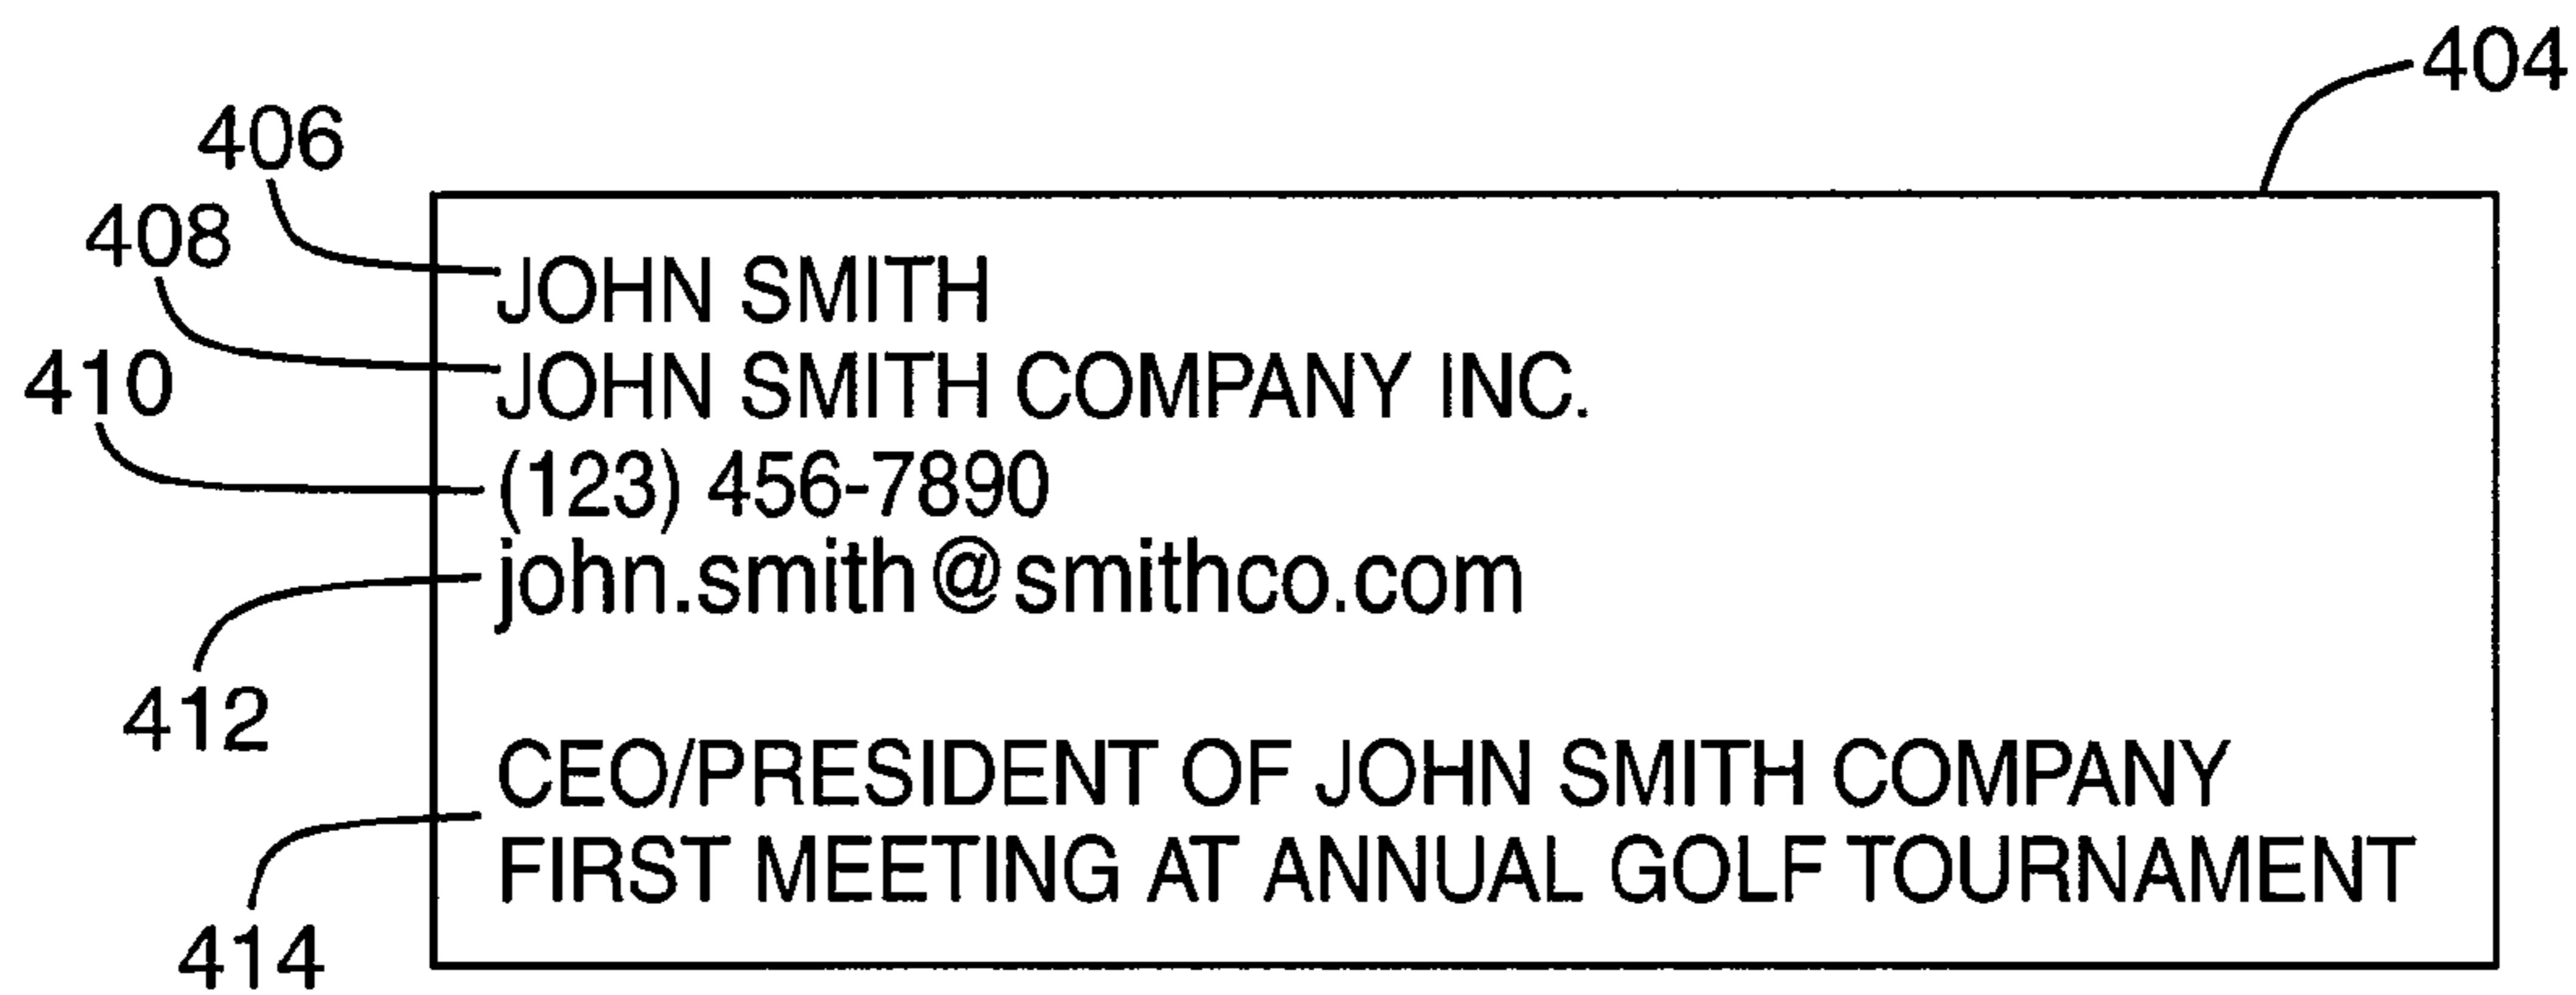 404
406
408
JOHN SMITH
JOHN SMITH COMPANY INC.
410
(123) 456-7890
john.smith@smithco.com
412
CEO/PRESIDENT OF JOHN SMITH COMPANY
FIRST MEETING AT ANNUAL GOLF TOURNAMENT
414